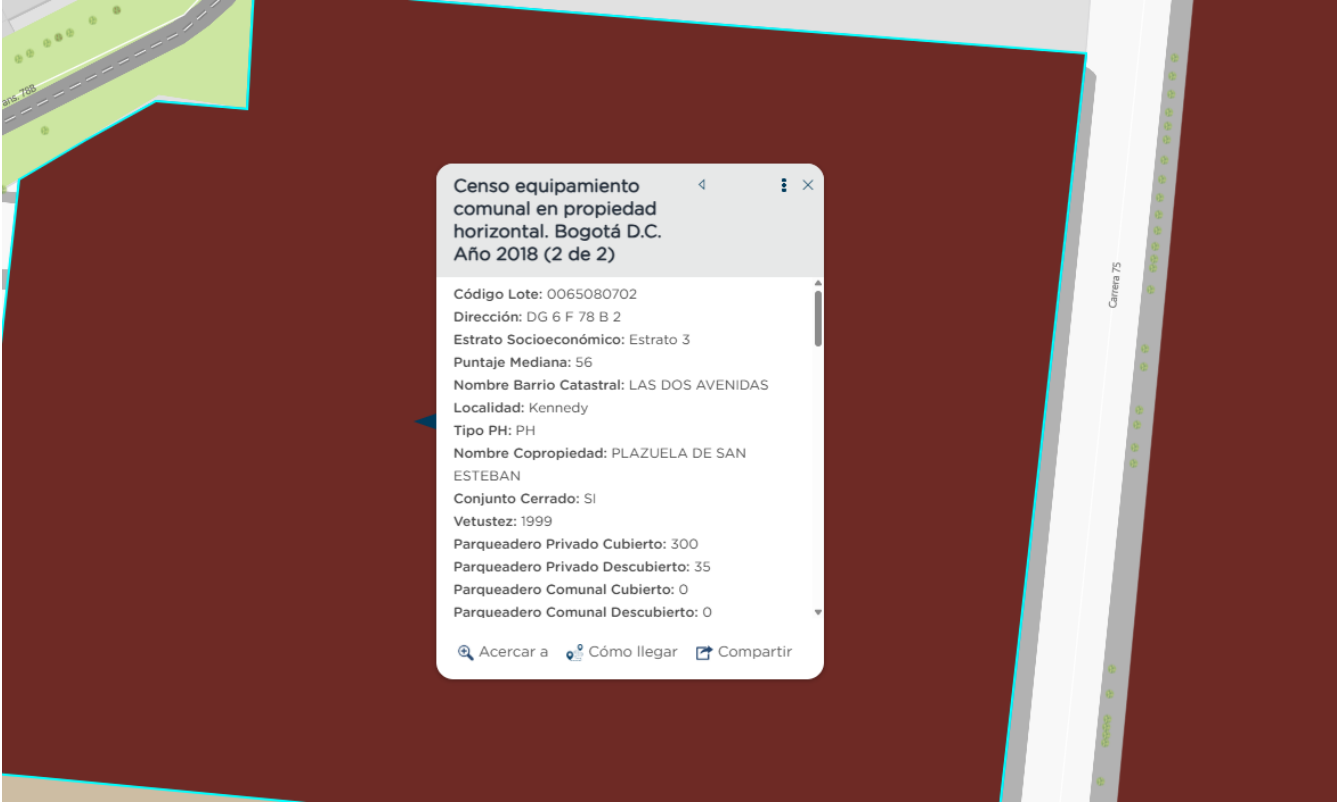 ans. 78B
Censo equipamiento
comunal en propiedad
horizontal. Bogotá D.C.
Año 2018 (2 de 2)
Código Lote: 0065080702
Dirección: DG 6 F 78 B 2
Estrato Socioeconómico: Estrato 3
Puntaje Mediana: 56
Nombre Barrio Catastral: LAS DOS AVENIDAS
Localidad: Kennedy
Tipo PH: PH
Nombre Copropiedad: PLAZUELA DE SAN
ESTEBAN
Conjunto Cerrado: SI
Vetustez: 1999
Parqueadero Privado Cubierto: 300
Parqueadero Privado Descubierto: 35
Parqueadero Comunal Cubierto: 0
Parqueadero Comunal Descubierto: 0
Acercar a Cómo llegar Compartir
Carrera 75